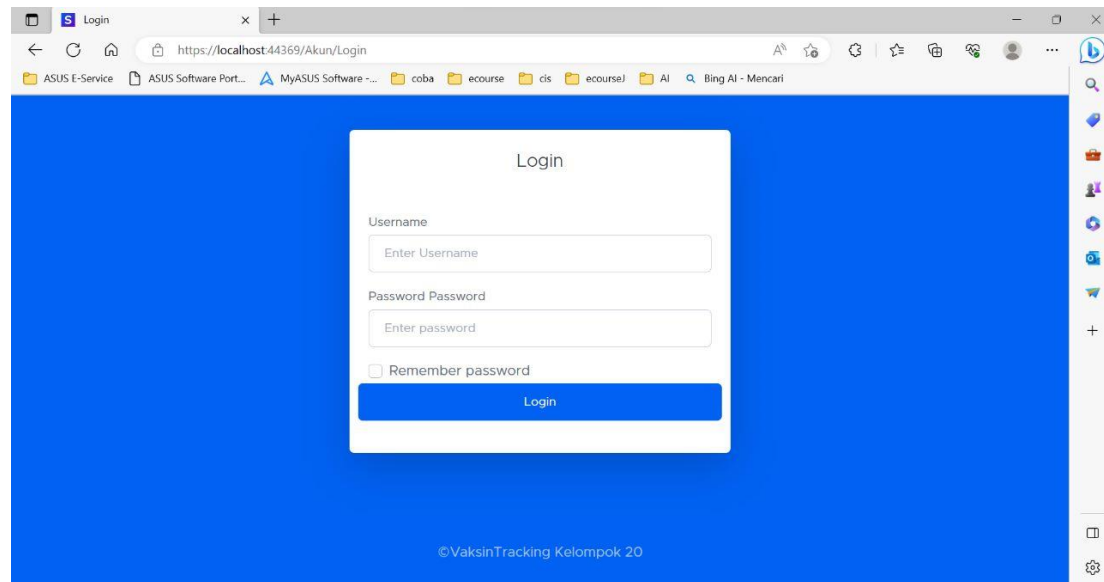 S Login
https://localhost:44369/Akun/Login
ASUS E-Service ASUS Software Port... MyASUS Software -... coba ecourse cis ecourseJ AI Bing AI - Mencari
Login
Username
Enter Username
Password Password
Enter password
Remember password
Login
©VaksinTracking Kelompok 20